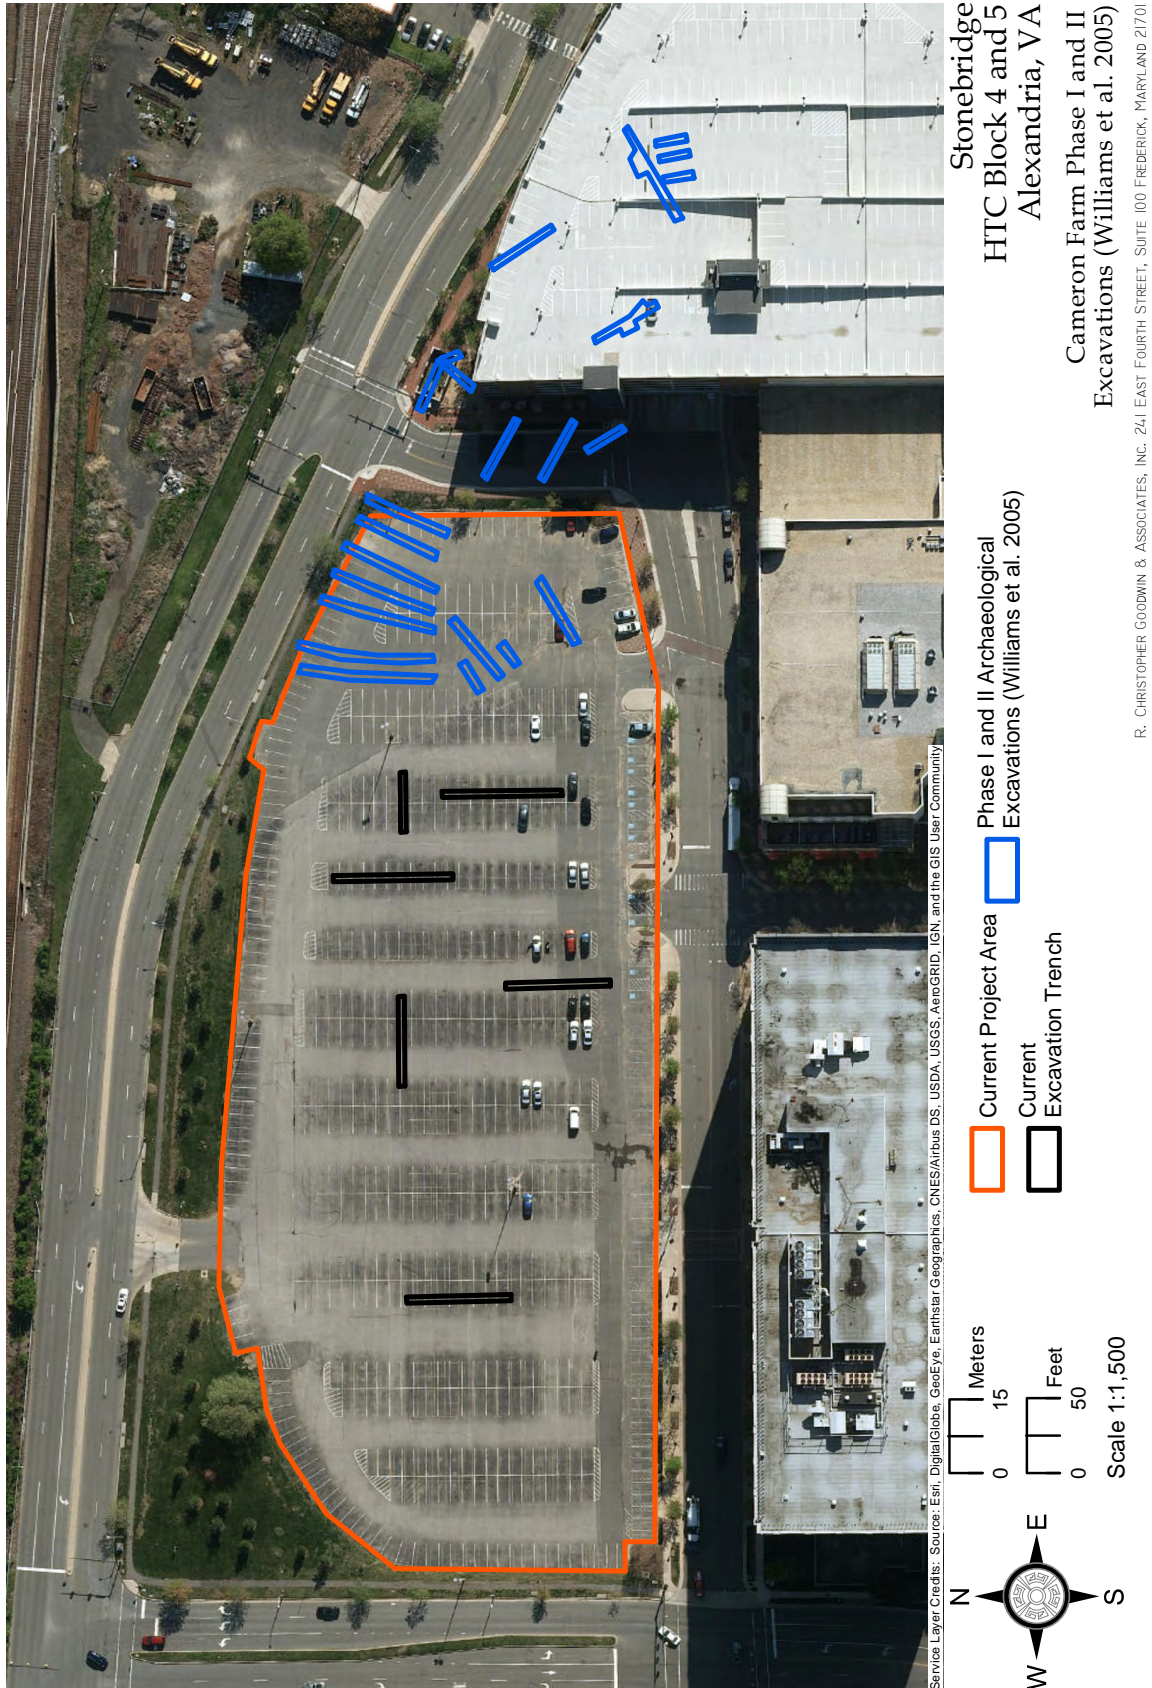 Stonebridge
HTC Block 4 and 5
Alexandria, VA
Cameron Farm Phase I and II
Excavations (Williams et al. 2005)
R. CHRISTOPHER GOODWIN & ASSOCIATES, INC. 241 EAST FOURTH STREET, SUITE 100 FREDERICK, MARYLAND 21701
Service Layer Credits: Source: Esri, DigitalGlobe, GeoEye, Earthstar Geographics, CNES/Airbus DS, USDA, USGS, AeroGRID, IGN, and the GIS User Community
N
W E
S
Meters
0 15
Feet
0 50
Scale 1:1,500
Current Project Area
Current
Excavation Trench
Phase I and II Archaeological
Excavations (Williams et al. 2005)